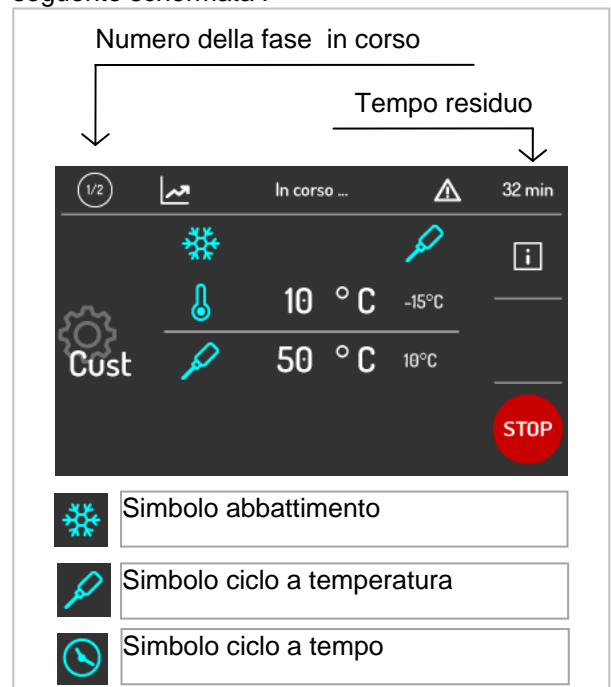 seguente schermata :
Numero della fase  in corso
Tempo residuo
1/2 In corso ... 32 min
i
10 °C -15°C
Cust 50 °C 10°C
STOP
Simbolo abbattimento
Simbolo ciclo a temperatura
Simbolo ciclo a tempo